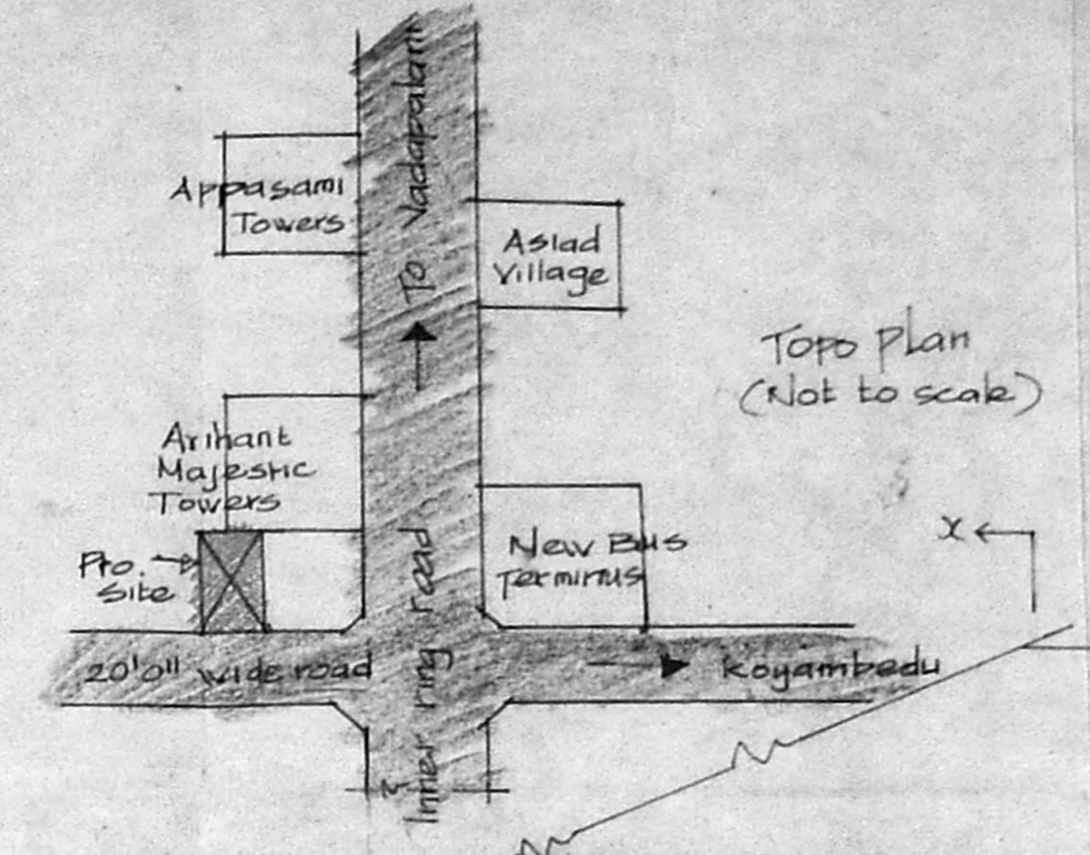 To Vadapalani
Appasami
Towers
Asiad
Village
Topo Plan
(Not to scale)
Arihant
Majestic
Towers
New Bus
Terminus
X
Pro.
Site
20'0" wide road
Koyambedu
Inner ring road